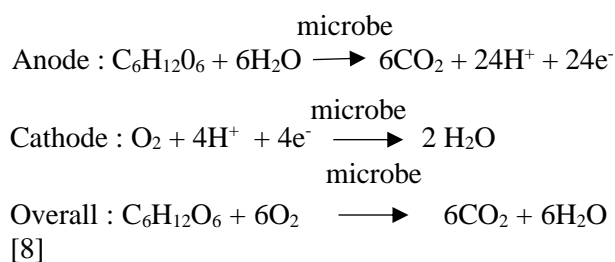 microbe
Anode : C₆H₁₂0₆ + 6H₂O ⟶ 6CO₂ + 24H⁺ + 24e⁻
microbe
Cathode : O₂ + 4H⁺ + 4e⁻ ⟶ 2 H₂O
microbe
Overall : C₆H₁₂O₆ + 6O₂ ⟶ 6CO₂ + 6H₂O
[8]